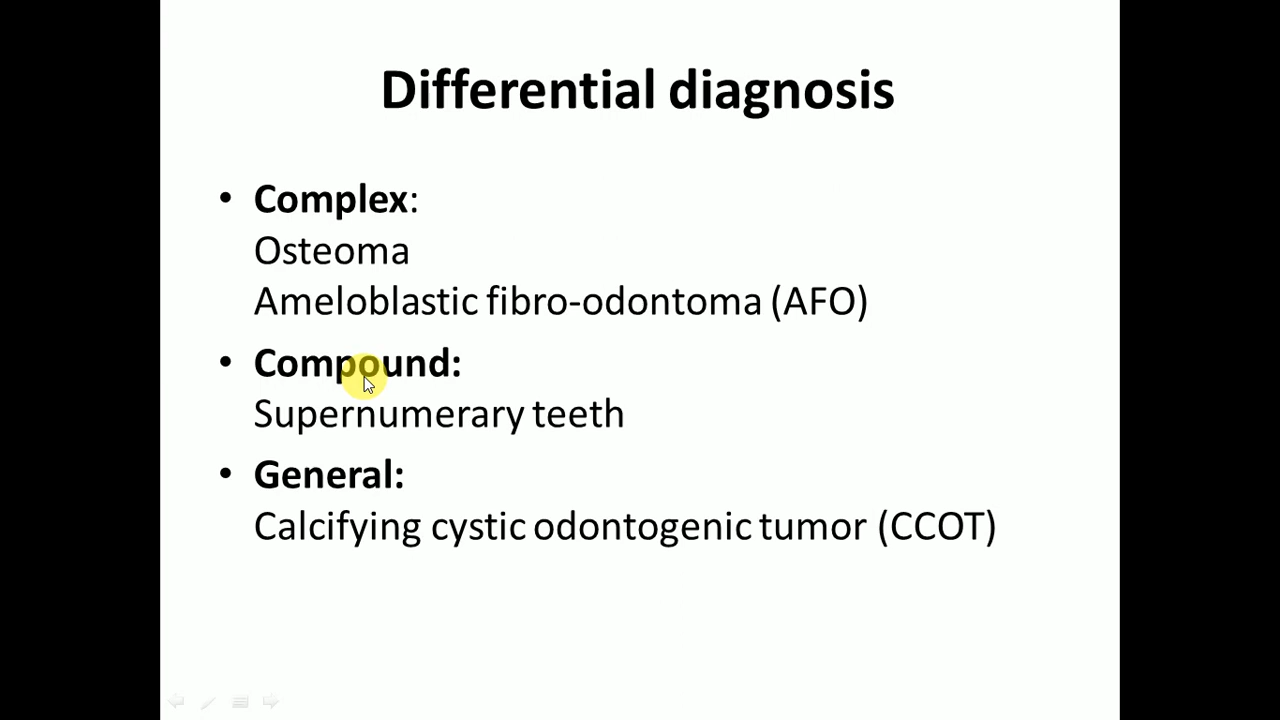 Differential diagnosis
• Complex:
Osteoma
Ameloblastic fibro-odontoma (AFO)
• Compound:
Supernumerary teeth
• General:
Calcifying cystic odontogenic tumor (CCOT)